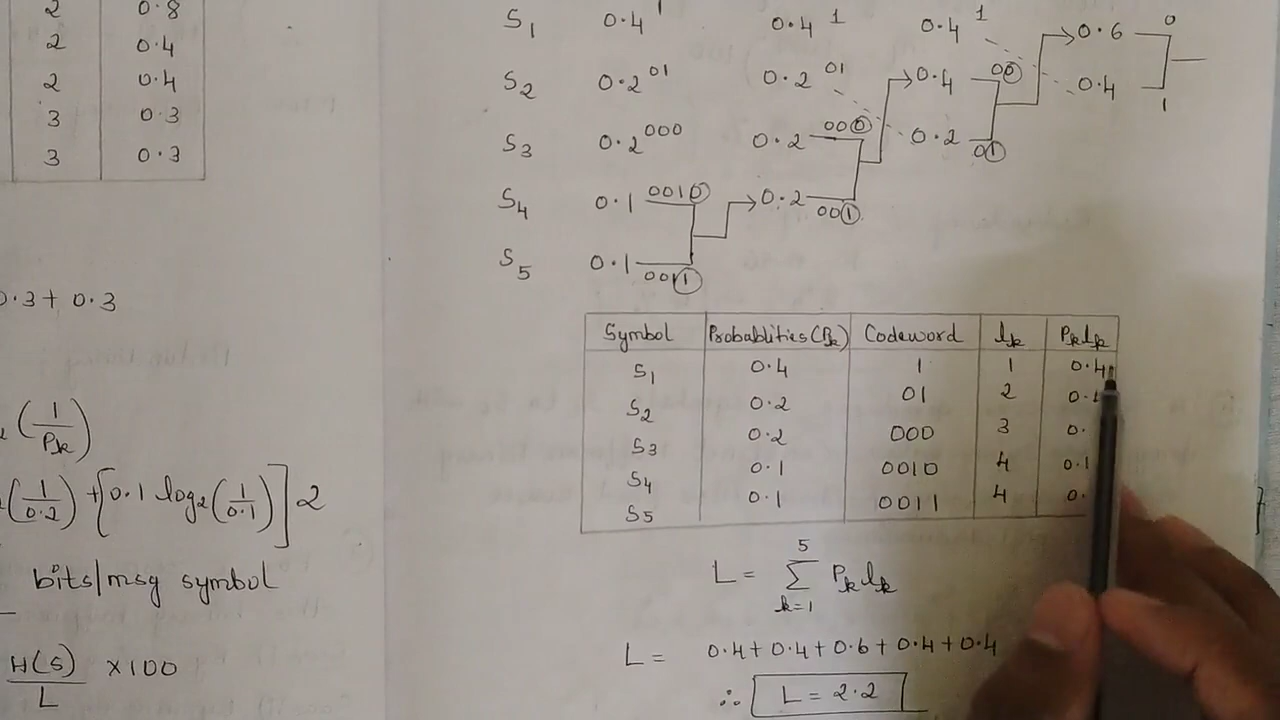 2 0.8
2 0.4
2 0.4
3 0.3
3 0.3
0.3 + 0.3
(1/Pk)
(1/0.2) + [0.1 log2 (1/0.1)] 2
bits/msg symbol
H(S)/L ×100
S1 0.4 1 0.4 1 0.4 1 0.6 0
S2 0.2 01 0.2 01 0.4 00 0.4 1
S3 0.2 000 0.2 000 0.2 01
S4 0.1 0010 0.2 001
S5 0.1 0011
Symbol Probablities (Pk) Codeword lk Pklk
S1 0.4 1 1 0.4
S2 0.2 01 2
S3 0.2 000 3
S4 0.1 0010 4
S5 0.1 0011 4
L = 5 Σ k=1 Pk lk
L = 0.4 + 0.4 + 0.6 + 0.4 + 0.4
∴ L = 2.2